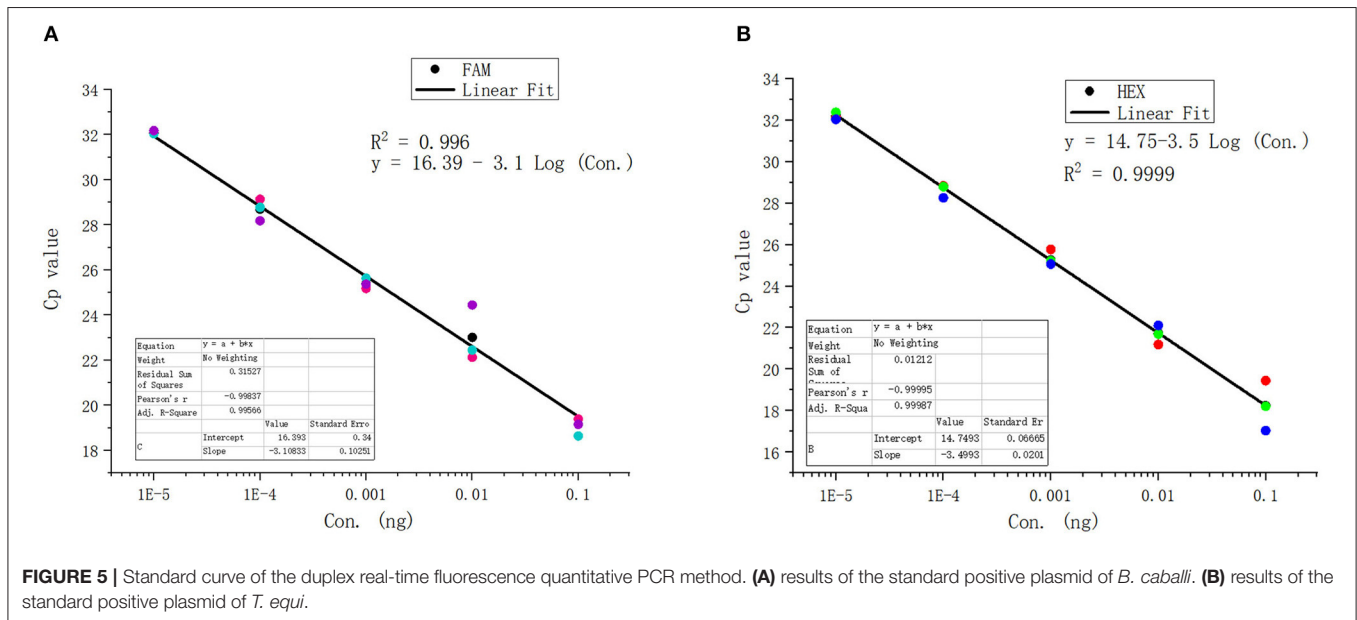 A
FAM
Linear Fit
R² = 0.996
y = 16.39 - 3.1 Log (Con.)
34
32
30
28
26
24
22
20
18
Cp value
Equation y = a + b*x
Weight No Weighting
Residual Sum of Squares 0.31527
Pearson's r -0.99837
Adj. R-Square 0.99566
Value Standard Erro
C Intercept 16.393 0.34
Slope -3.10833 0.10251
1E-5 1E-4 0.001 0.01 0.1
Con. (ng)
B
HEX
Linear Fit
y = 14.75-3.5 Log (Con.)
R² = 0.9999
34
32
30
28
26
24
22
20
18
16
Cp value
Equation y = a + b*x
Weight No Weighting
Residual Sum of 0.01212
Pearson's r -0.99995
Adj. R-Squa 0.99987
Value Standard Er
B Intercept 14.7493 0.06665
Slope -3.4993 0.0201
1E-5 1E-4 0.001 0.01 0.1
Con. (ng)
FIGURE 5 | Standard curve of the duplex real-time fluorescence quantitative PCR method. (A) results of the standard positive plasmid of B. caballi. (B) results of the
standard positive plasmid of T. equi.